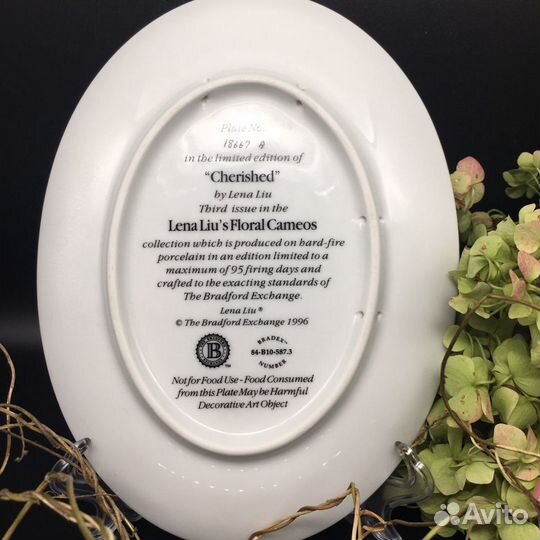 Plate No.
18667 A
in the limited edition of
"Cherished"
by Lena Liu
Third issue in the
Lena Liu's Floral Cameos
collection which is produced on hard-fire
porcelain in an edition limited to a
maximum of 95 firing days and
crafted to the exacting standards of
The Bradford Exchange.
Lena Liu ®
© The Bradford Exchange 1996
B ™
BRADEX™
84-B10-587.3
NUMBER
Not for Food Use - Food Consumed
from this Plate May be Harmful
Decorative Art Object
Avito